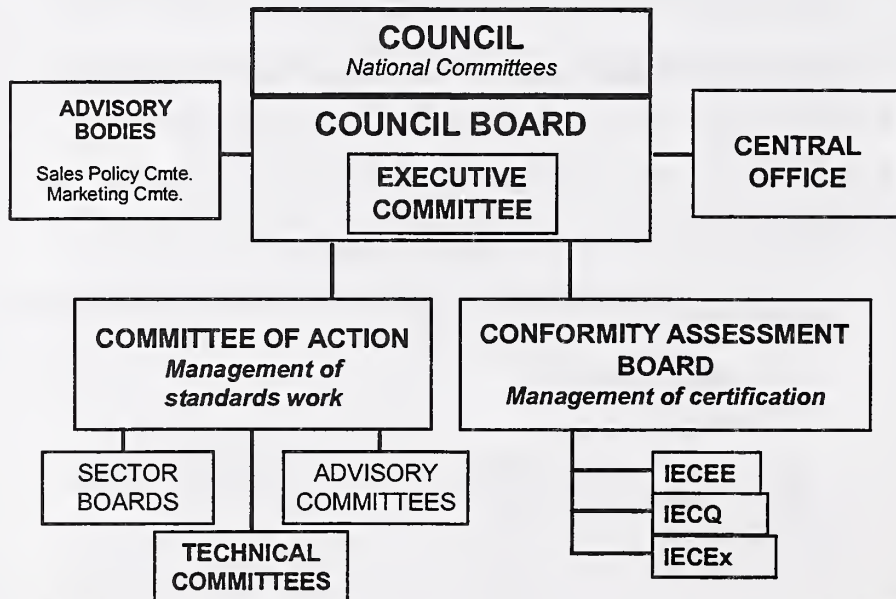 COUNCIL
National Committees
ADVISORY
BODIES
Sales Policy Cmte.
Marketing Cmte.
COUNCIL BOARD
EXECUTIVE
COMMITTEE
CENTRAL
OFFICE
COMMITTEE OF ACTION
Management of
standards work
CONFORMITY ASSESSMENT
BOARD
Management of certification
SECTOR
BOARDS
ADVISORY
COMMITTEES
TECHNICAL
COMMITTEES
IECEE
IECQ
IECEx